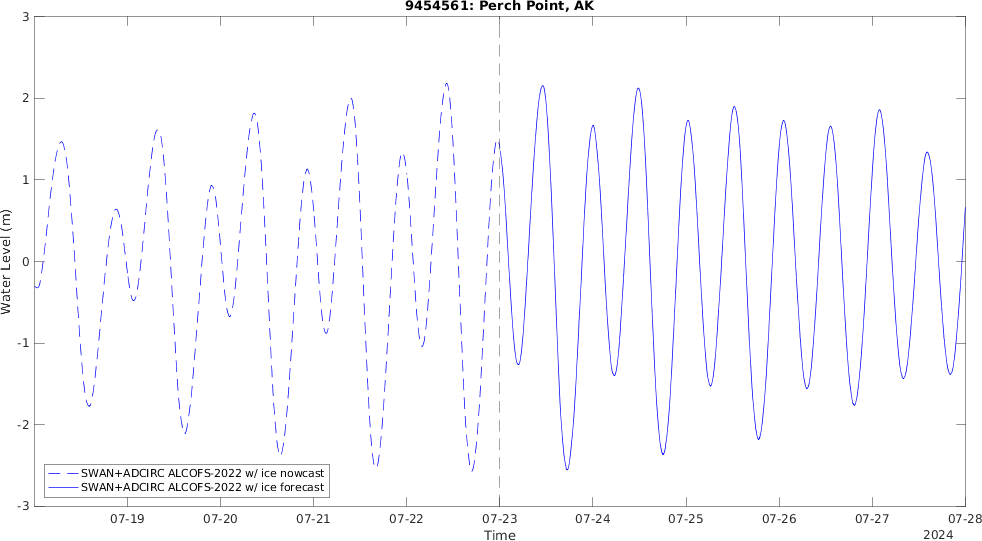 9454561: Perch Point, AK
3
2
1
0
-1
-2
-3
Water Level (m)
SWAN+ADCIRC ALCOFS-2022 w/ ice nowcast
SWAN+ADCIRC ALCOFS-2022 w/ ice forecast
07-19 07-20 07-21 07-22 07-23 07-24 07-25 07-26 07-27 07-28
Time
2024